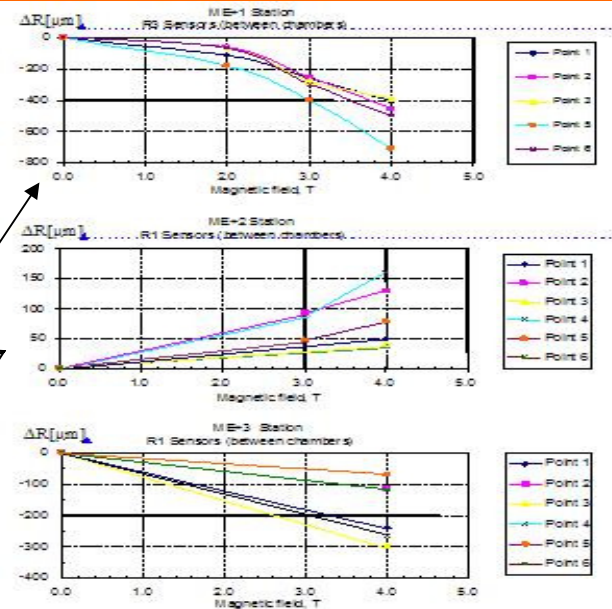 ME+1 Station
ΔR[μm]
R3 Sensors (between chambers)
0
-200
-400
-600
-800
0.0 1.0 2.0 3.0 4.0 5.0
Magnetic field, T
Point 1
Point 2
Point 3
Point 5
Point 6
ME+2 Station
ΔR[μm]
R1 Sensors (between chambers)
200
150
100
50
0
0.0 1.0 2.0 3.0 4.0 5.0
Magnetic field, T
Point 1
Point 2
Point 3
Point 4
Point 5
Point 6
ME+3 Station
ΔR[μm]
R1 Sensors (between chambers)
0
-100
-200
-300
-400
0.0 1.0 2.0 3.0 4.0 5.0
Magnetic field, T
Point 1
Point 2
Point 3
Point 4
Point 5
Point 6